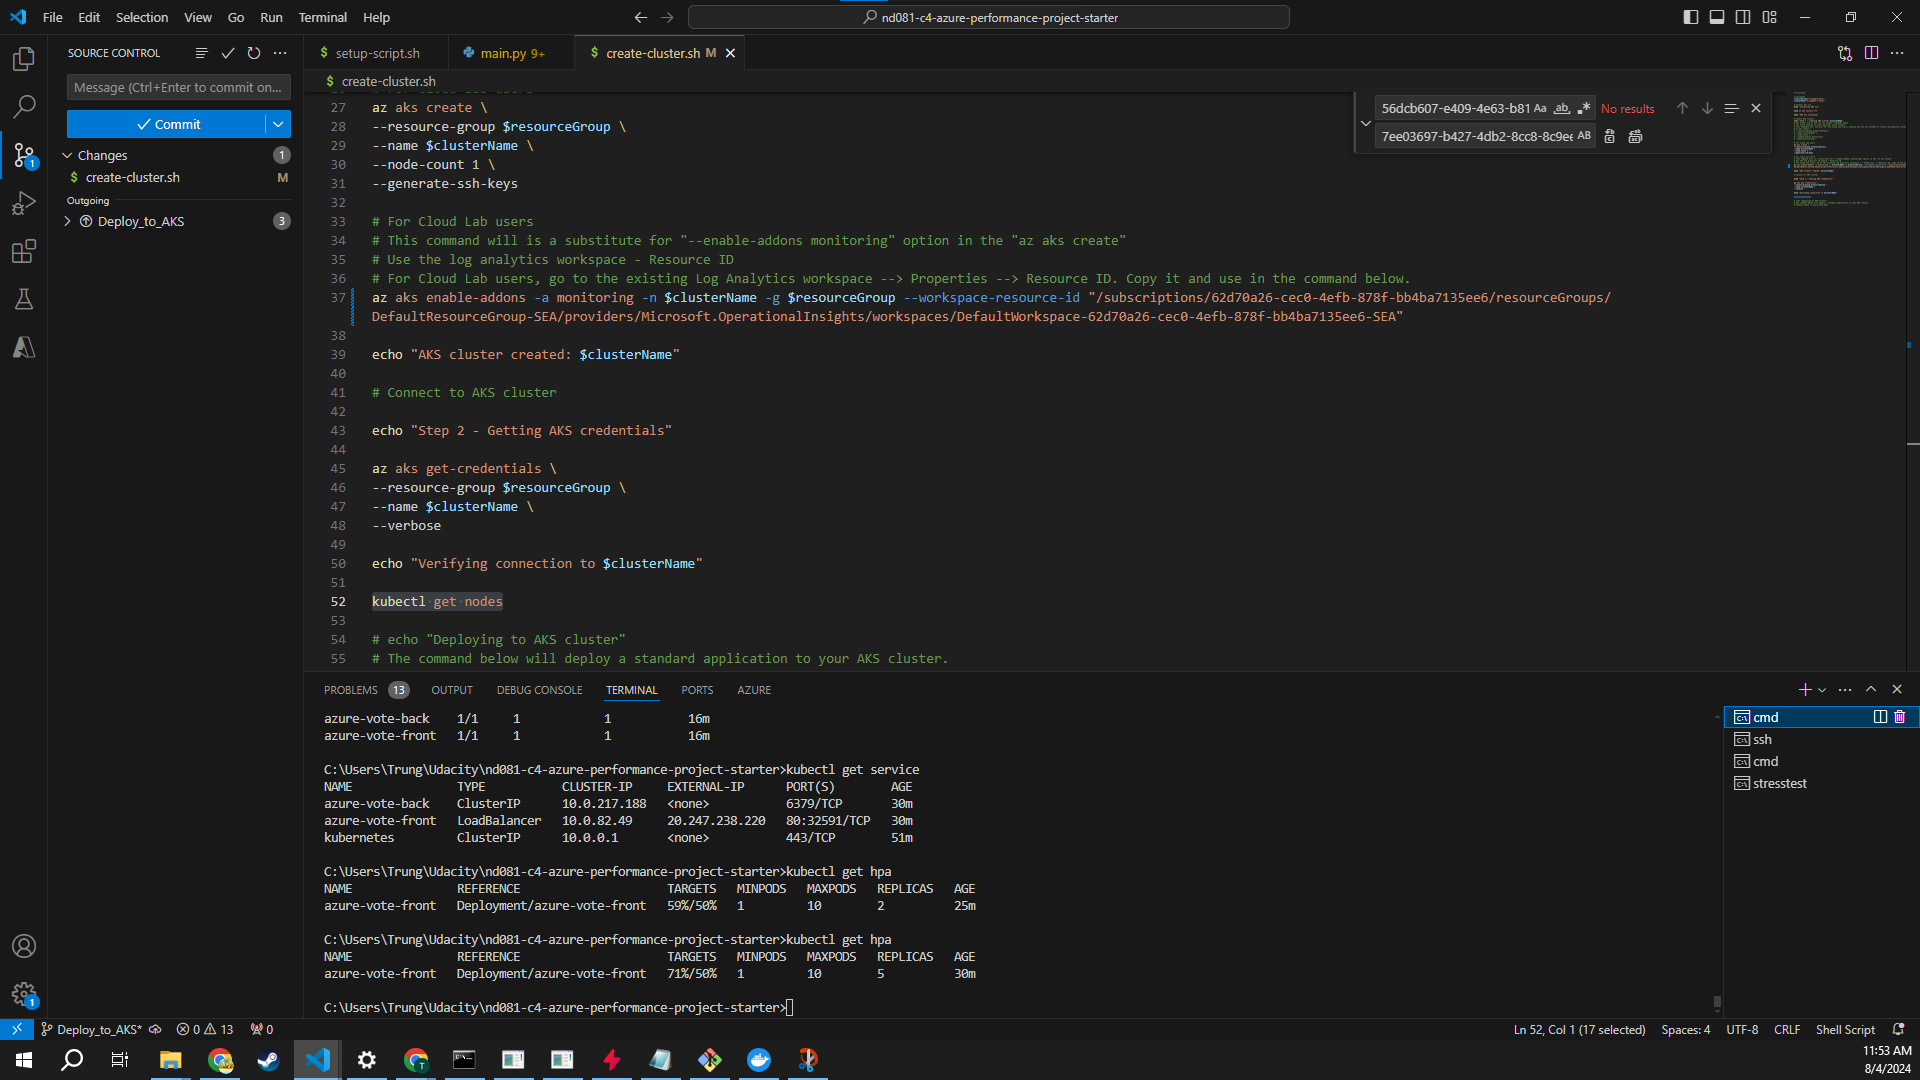 File Edit Selection View Go Run Terminal Help
nd081-c4-azure-performance-project-starter
SOURCE CONTROL
Message (Ctrl+Enter to commit on...
Commit
Changes 1
create-cluster.sh M
Outgoing
Deploy_to_AKS 3
setup-script.sh
main.py 9+
create-cluster.sh M
create-cluster.sh
56dcb607-e409-4e63-b81 Aa ab No results
7ee03697-b427-4db2-8cc8-8c9ee AB
27 az aks create \
28 --resource-group $resourceGroup \
29 --name $clusterName \
30 --node-count 1 \
31 --generate-ssh-keys
32
33 # For Cloud Lab users
34 # This command will is a substitute for "--enable-addons monitoring" option in the "az aks create"
35 # Use the log analytics workspace - Resource ID
36 # For Cloud Lab users, go to the existing Log Analytics workspace --> Properties --> Resource ID. Copy it and use in the command below.
37 az aks enable-addons -a monitoring -n $clusterName -g $resourceGroup --workspace-resource-id "/subscriptions/62d70a26-cec0-4efb-878f-bb4ba7135ee6/resourceGroups/
DefaultResourceGroup-SEA/providers/Microsoft.OperationalInsights/workspaces/DefaultWorkspace-62d70a26-cec0-4efb-878f-bb4ba7135ee6-SEA"
38
39 echo "AKS cluster created: $clusterName"
40
41 # Connect to AKS cluster
42
43 echo "Step 2 - Getting AKS credentials"
44
45 az aks get-credentials \
46 --resource-group $resourceGroup \
47 --name $clusterName \
48 --verbose
49
50 echo "Verifying connection to $clusterName"
51
52 kubectl get nodes
53
54 # echo "Deploying to AKS cluster"
55 # The command below will deploy a standard application to your AKS cluster.
PROBLEMS 13 OUTPUT DEBUG CONSOLE TERMINAL PORTS AZURE
azure-vote-back 1/1 1 1 16m
azure-vote-front 1/1 1 1 16m
C:\Users\Trung\Udacity\nd081-c4-azure-performance-project-starter>kubectl get service
NAME TYPE CLUSTER-IP EXTERNAL-IP PORT(S) AGE
azure-vote-back ClusterIP 10.0.217.188 <none> 6379/TCP 30m
azure-vote-front LoadBalancer 10.0.82.49 20.247.238.220 80:32591/TCP 30m
kubernetes ClusterIP 10.0.0.1 <none> 443/TCP 51m
C:\Users\Trung\Udacity\nd081-c4-azure-performance-project-starter>kubectl get hpa
NAME REFERENCE TARGETS MINPODS MAXPODS REPLICAS AGE
azure-vote-front Deployment/azure-vote-front 59%/50% 1 10 2 25m
C:\Users\Trung\Udacity\nd081-c4-azure-performance-project-starter>kubectl get hpa
NAME REFERENCE TARGETS MINPODS MAXPODS REPLICAS AGE
azure-vote-front Deployment/azure-vote-front 71%/50% 1 10 5 30m
C:\Users\Trung\Udacity\nd081-c4-azure-performance-project-starter>
cmd
ssh
cmd
stresstest
Deploy_to_AKS* 0 13 0
Ln 52, Col 1 (17 selected) Spaces: 4 UTF-8 CRLF Shell Script
11:53 AM
8/4/2024